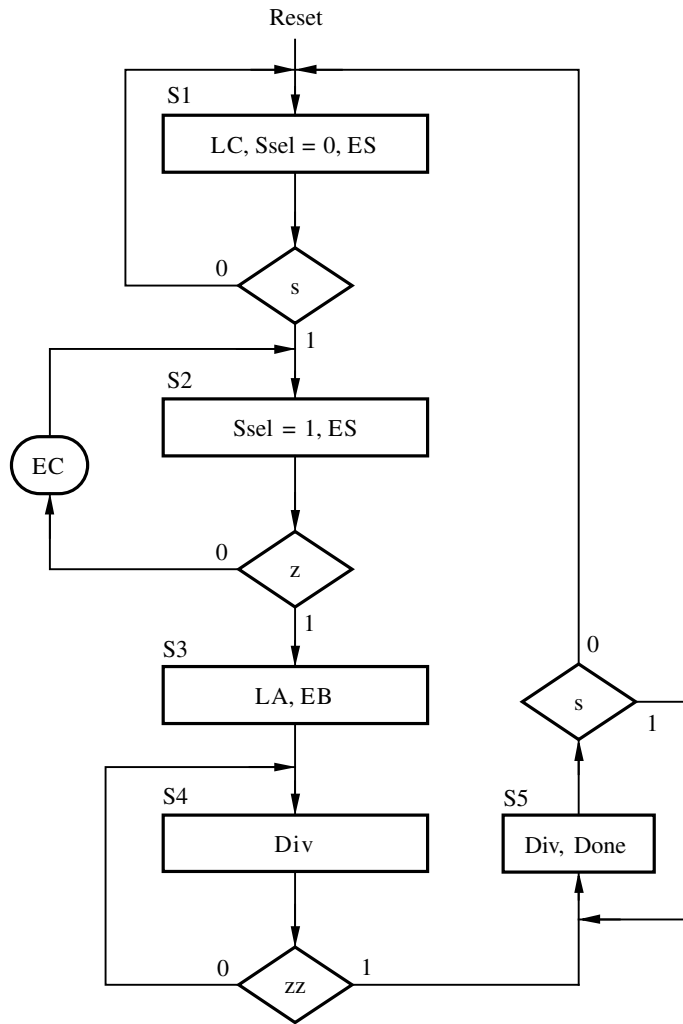 Reset
S1
LC, Ssel = 0, ES
0
s
1
S2
Ssel = 1, ES
EC
0
z
1
S3
LA, EB
0
s
1
S4
Div
S5
Div, Done
0
zz
1